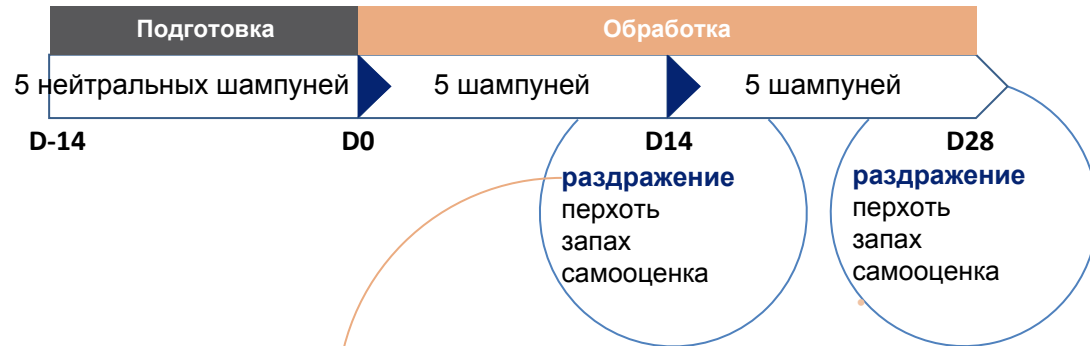 Подготовка
Обработка
5 нейтральных шампуней
5 шампуней
5 шампуней
D-14
D0
D14
D28
раздражение
перхоть
запах
самооценка
раздражение
перхоть
запах
самооценка